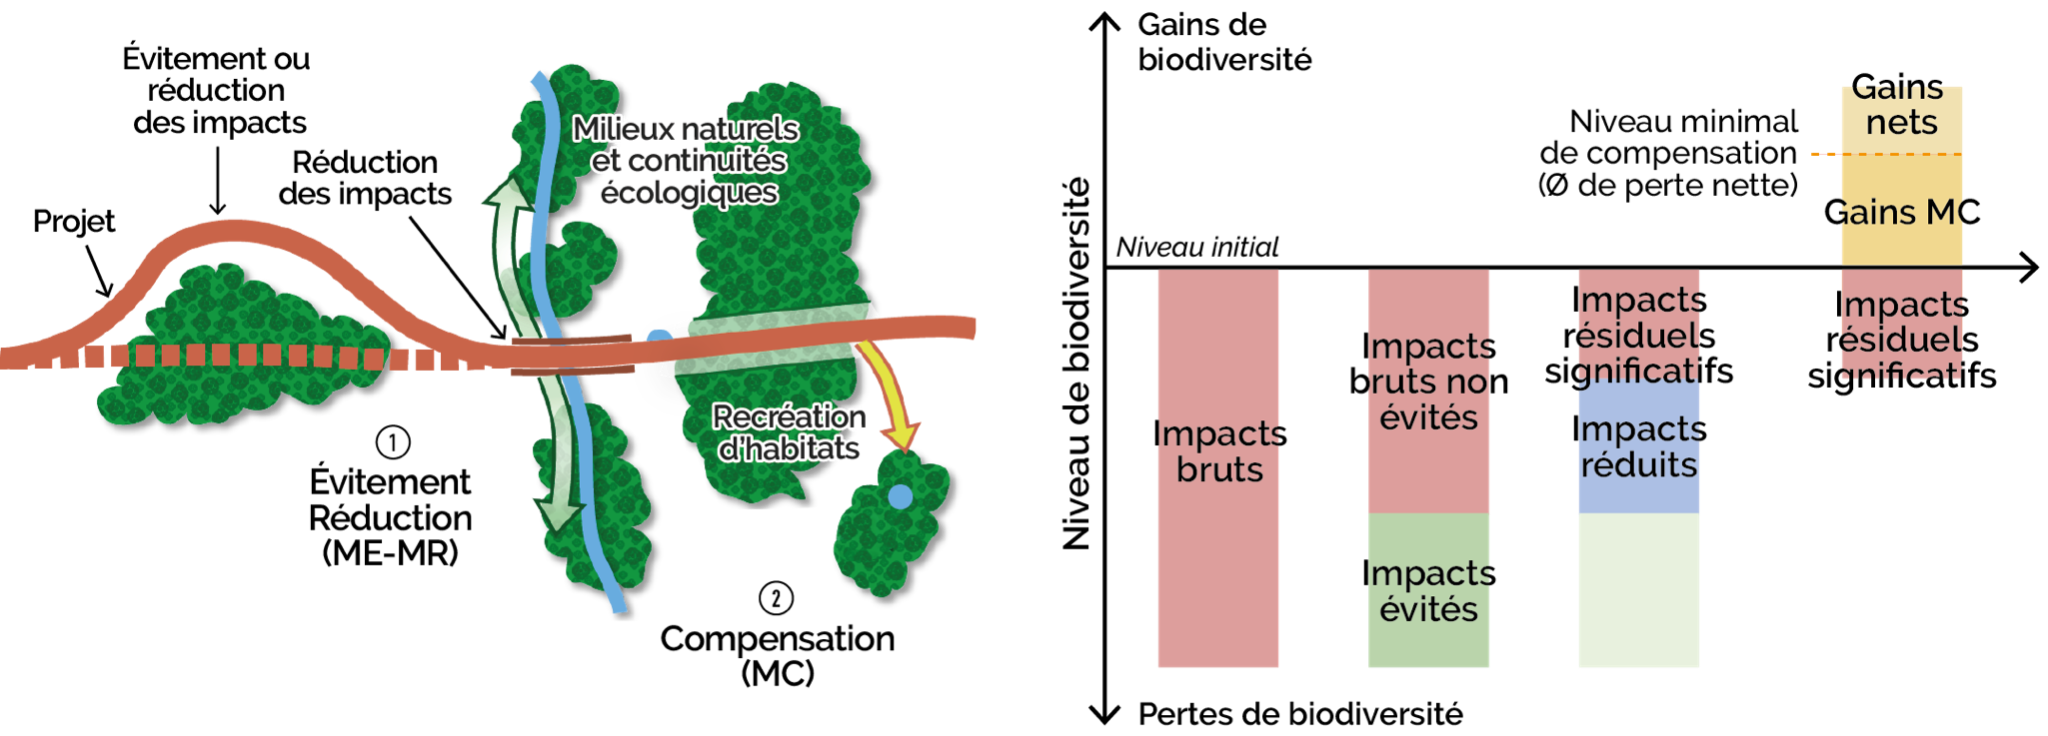 Évitement ou
réduction
des impacts
Réduction
des impacts
Projet
Milieux naturels
et continuités
écologiques
Recréation
d'habitats
1
Évitement
Réduction
(ME-MR)
2
Compensation
(MC)
Niveau de biodiversité
Gains de
biodiversité
Niveau initial
Niveau minimal
de compensation
(Ø de perte nette)
Gains
nets
Gains MC
Impacts
bruts
Impacts
bruts non
évités
Impacts
évités
Impacts
résiduels
significatifs
Impacts
réduits
Impacts
résiduels
significatifs
Pertes de biodiversité